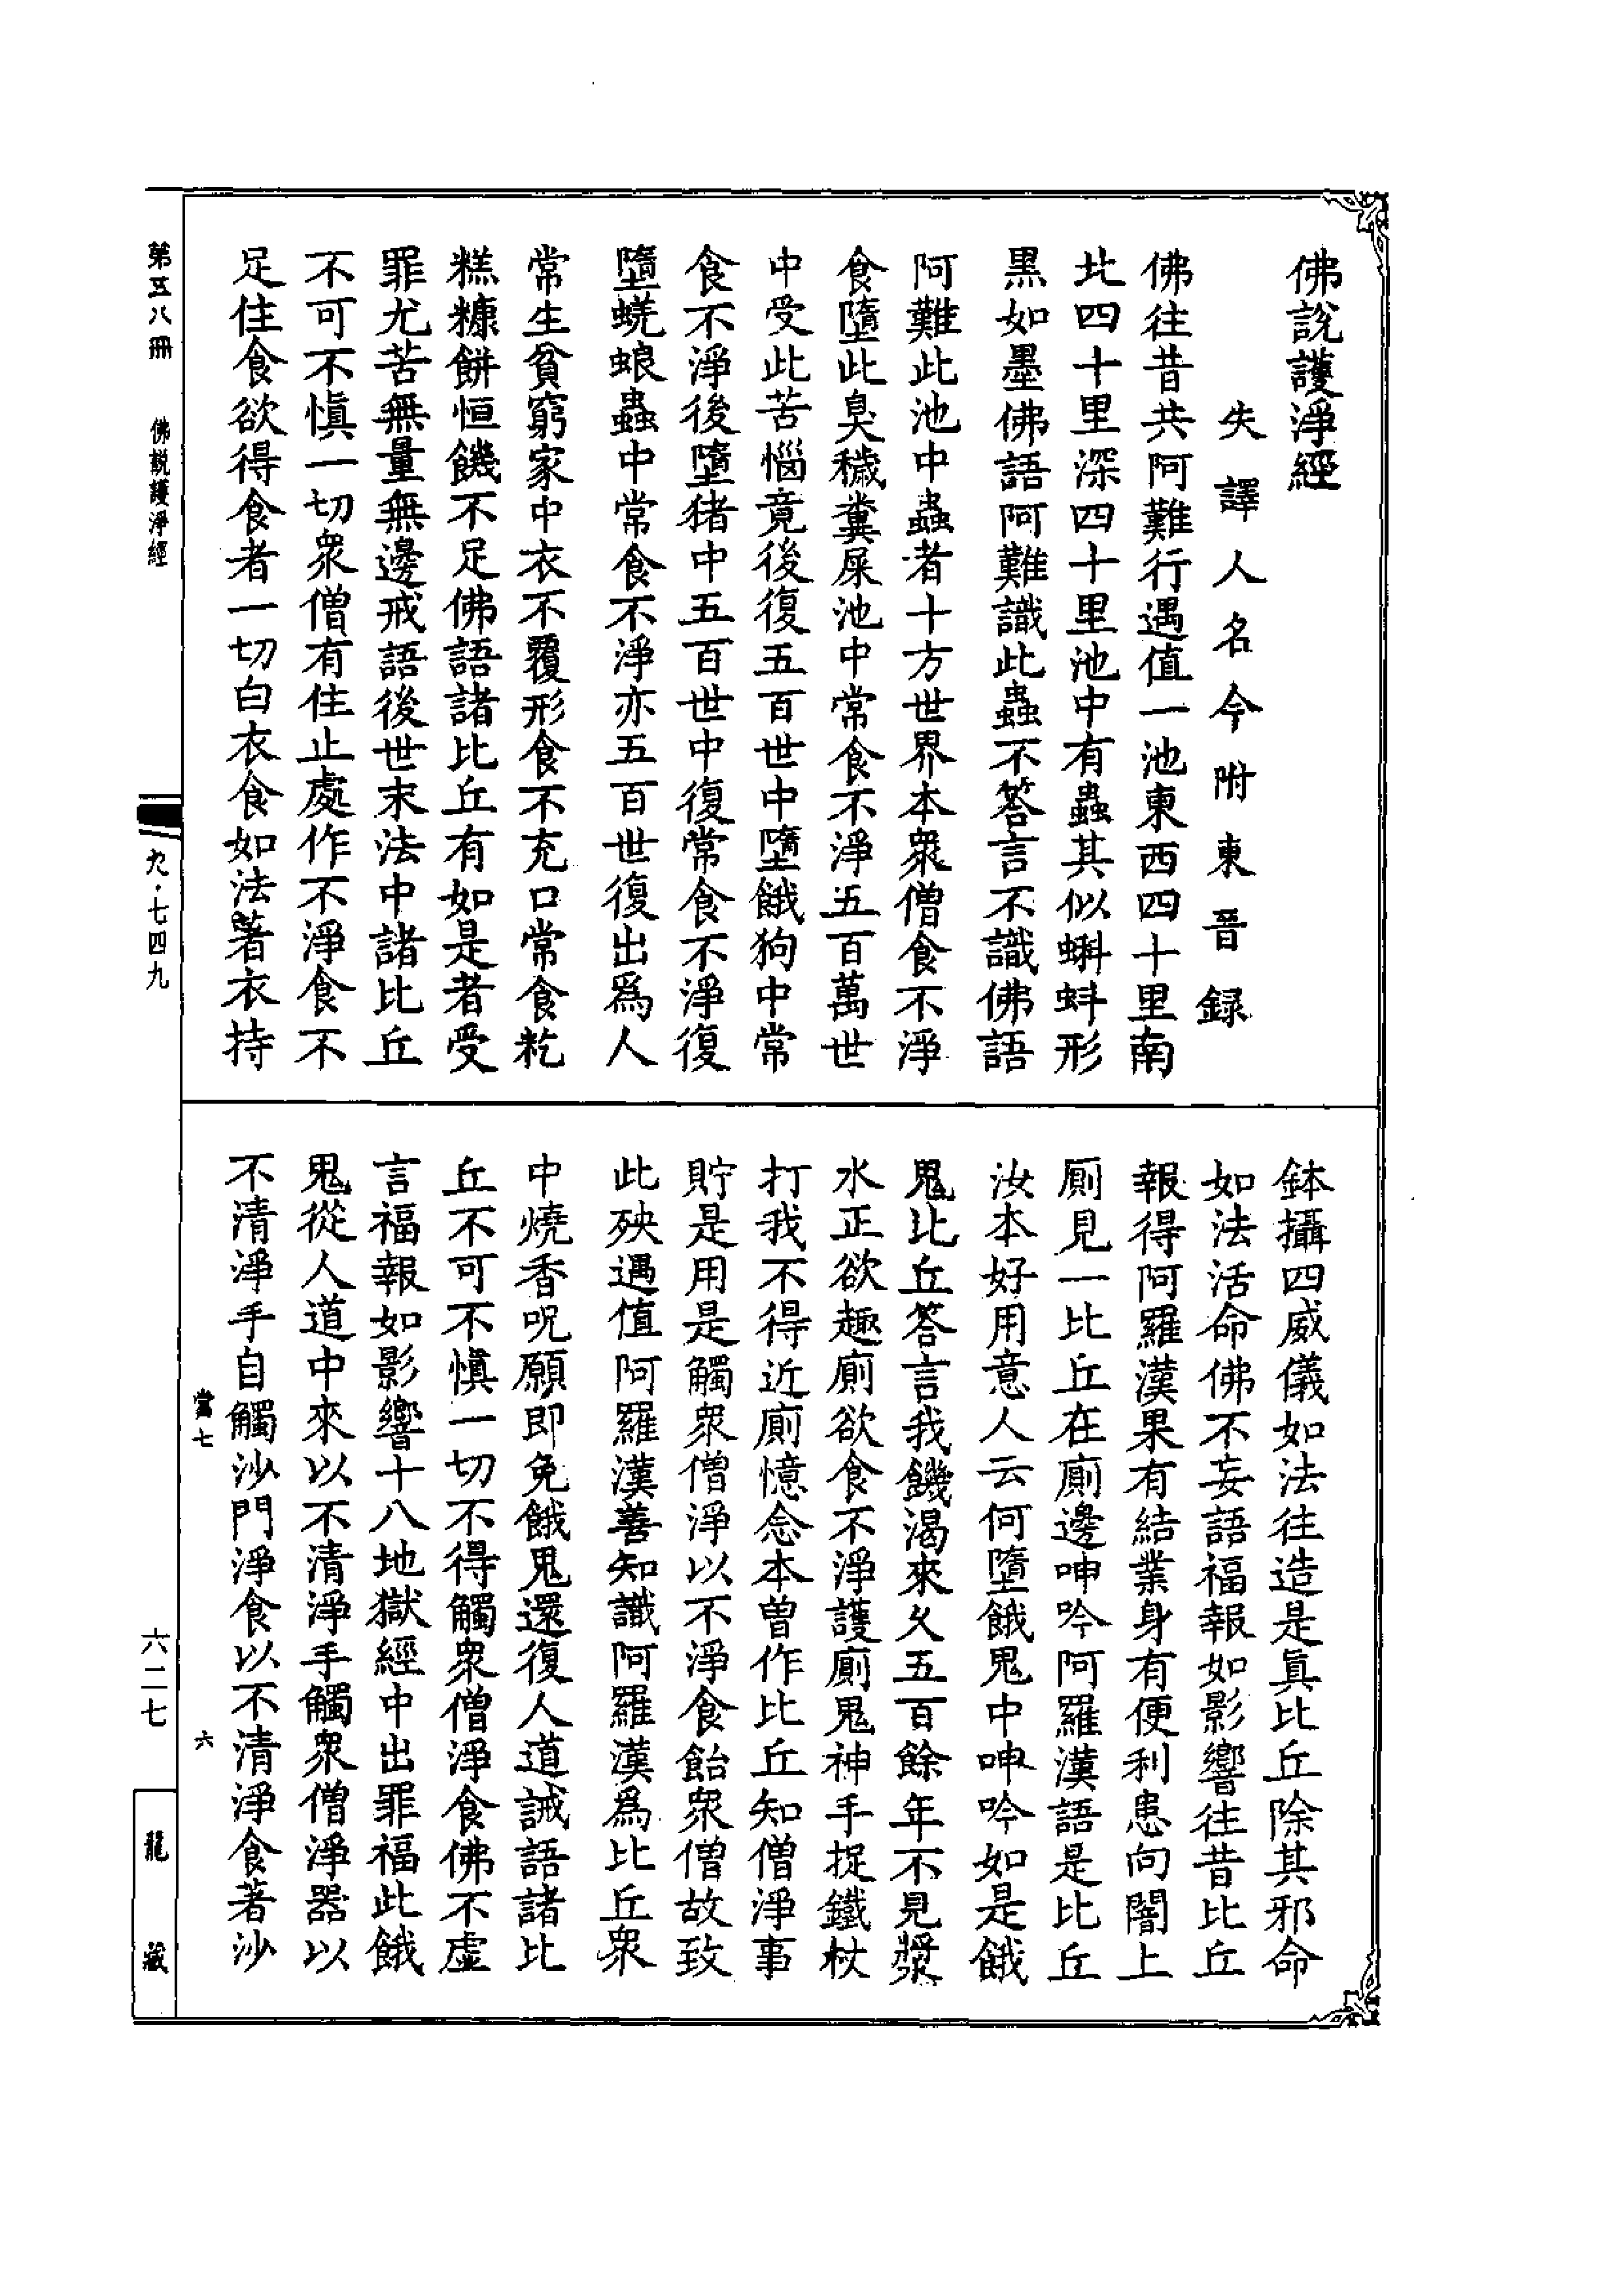 佛說護淨經
失譯人名今附東晉錄
佛往昔共阿難行遇值一池東西四十里南
北四十里深四十里池中有蟲其似蝌蚪形
黑如墨佛語阿難識此蟲不答言不識佛語
阿難此池中蟲者十方世界本衆僧食不淨
食墮此臭穢糞屎池中常食不淨五百萬世
中受此苦惱竟後復五百世中墮餓狗中常
食不淨後墮猪中五百世中復常食不淨復
墮蜣蜋蟲中常食不淨亦五百世復出爲人
常生貧窮家中衣不覆形食不充口常食䊠
糕糠餅恒饑不足佛語諸比丘有如是者受
罪尤苦無量無邊戒語後世末法中諸比丘
不可不慎一切衆僧有住止處作不淨食不
足住食欲得食者一切白衣食如法著衣持
鉢攝四威儀如法往造是眞比丘除其邪命
如法活命佛不妄語福報如影響往昔比丘
報得阿羅漢果有結業身有便利患向闇上
廁見一比丘在廁邊呻吟阿羅漢語是比丘
汝本好用意人云何墮餓鬼中呻吟如是餓
鬼比丘答言我饑渴來久五百餘年不見漿
水正欲趣廁欲食不淨護廁鬼神手捉鐵杖
打我不得近廁憶念本曾作比丘知僧淨事
貯是用是觸衆僧淨以不淨食飴衆僧故致
此殃遇值阿羅漢善知識阿羅漢爲比丘衆
中燒香呪願即免餓鬼還復人道誡語諸比
丘不可不慎一切不得觸衆僧淨食佛不虛
言福報如影響十八地獄經中出罪福此餓
鬼從人道中來以不清淨手觸衆僧淨器以
不清淨手自觸沙門淨食以不清淨食著沙
當七
六
第五八冊
佛說護淨經
九·七四九
六二七
龍藏